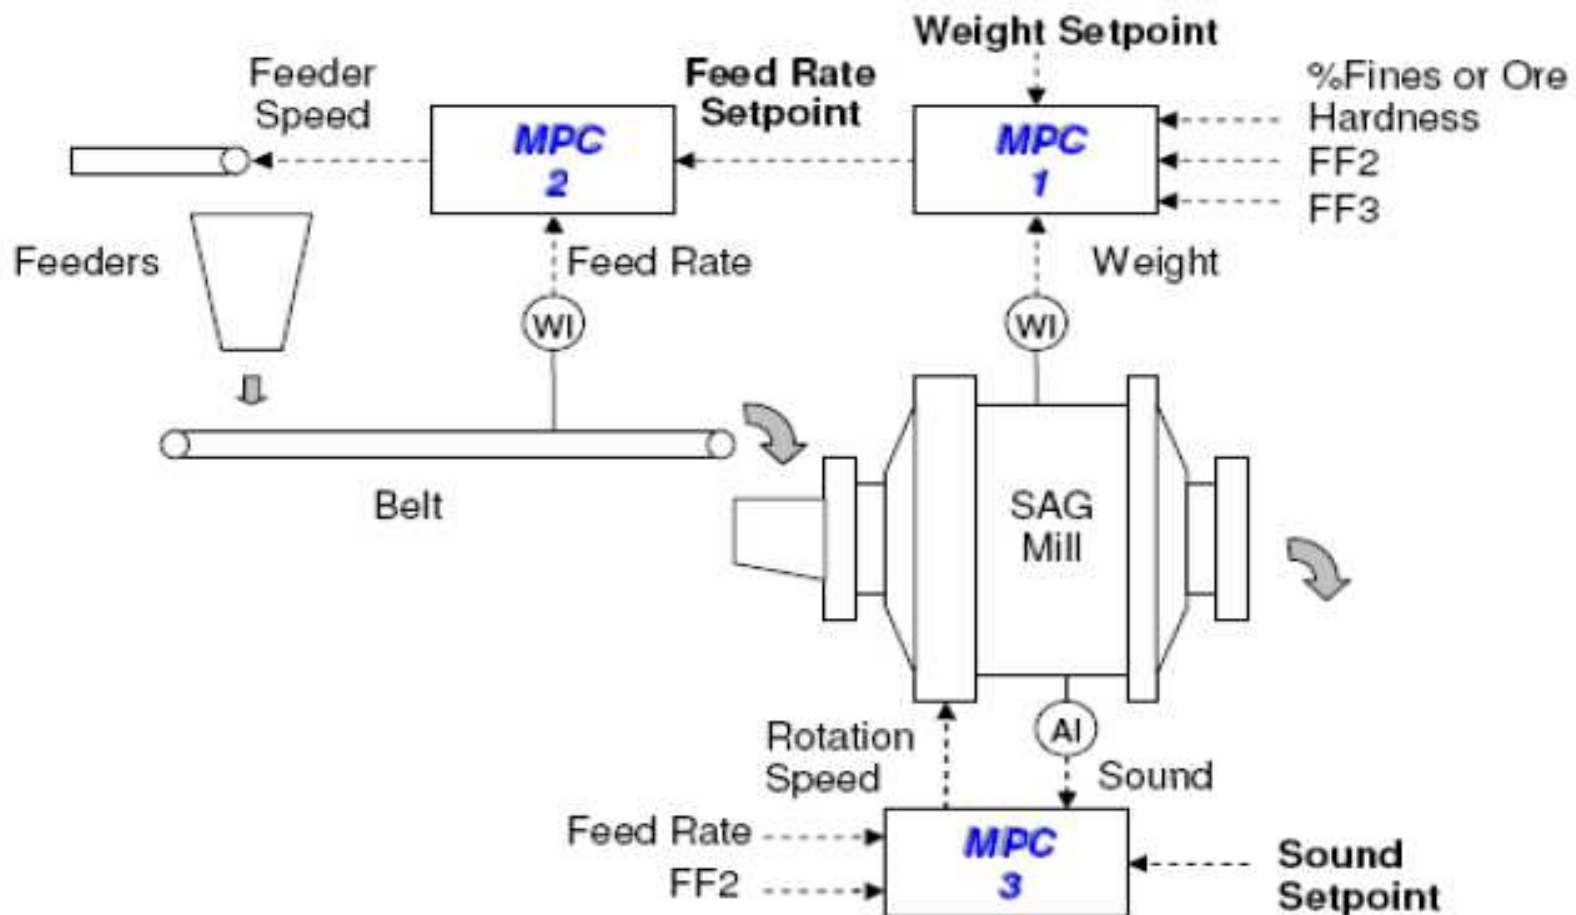 Weight Setpoint
Feeder
Speed
MPC
2
Feed Rate
Setpoint
MPC
1
%Fines or Ore
Hardness
FF2
FF3
Feeders
Feed Rate
Weight
WI
WI
Belt
SAG
Mill
Rotation
Speed
AI
Sound
Feed Rate
FF2
MPC
3
Sound
Setpoint